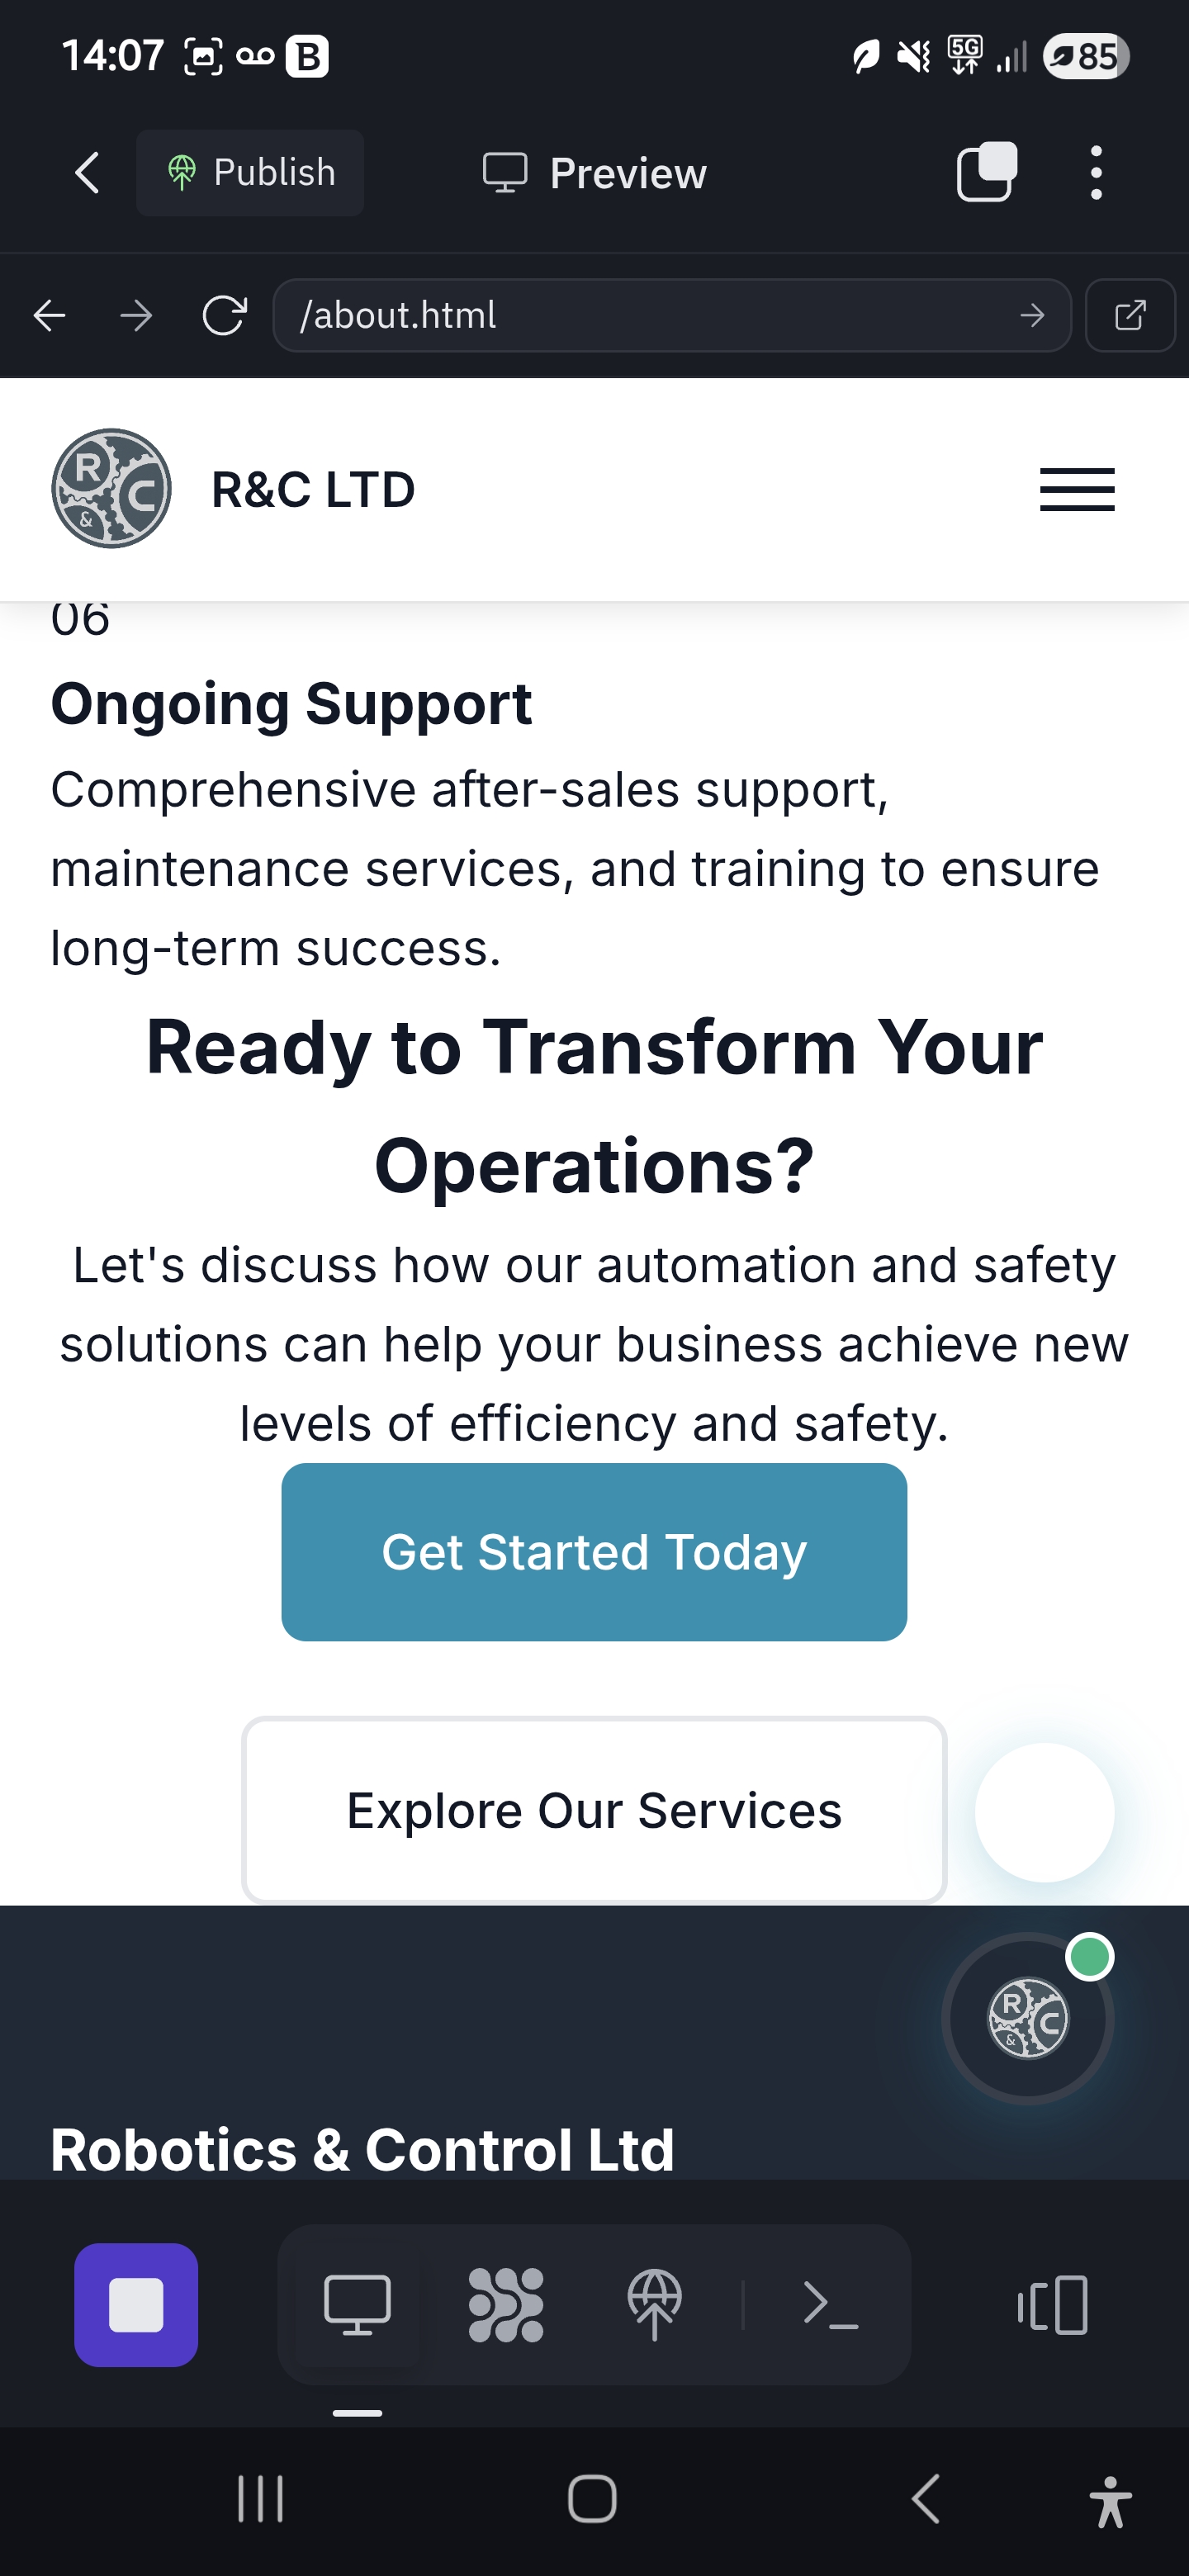 14:07
B
5G
85
Publish
Preview
/about.html
R
C
&
R&C LTD
06
Ongoing Support
Comprehensive after-sales support,
maintenance services, and training to ensure
long-term success.
Ready to Transform Your
Operations?
Let's discuss how our automation and safety
solutions can help your business achieve new
levels of efficiency and safety.
Get Started Today
Explore Our Services
R
C
&
Robotics & Control Ltd